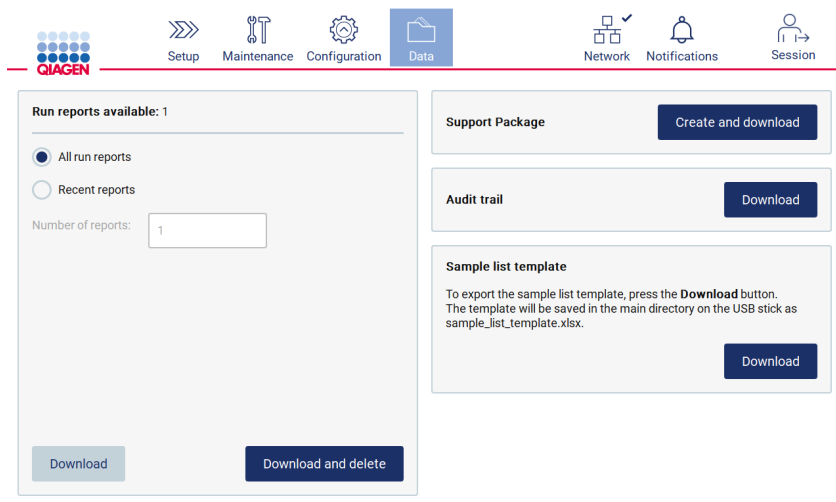 QIAGEN
Setup
Maintenance
Configuration
Data
Network
Notifications
Session
Run reports available: 1
All run reports
Recent reports
Number of reports:
1
Download
Download and delete
Support Package
Create and download
Audit trail
Download
Sample list template
To export the sample list template, press the Download button.
The template will be saved in the main directory on the USB stick as
sample_list_template.xlsx.
Download